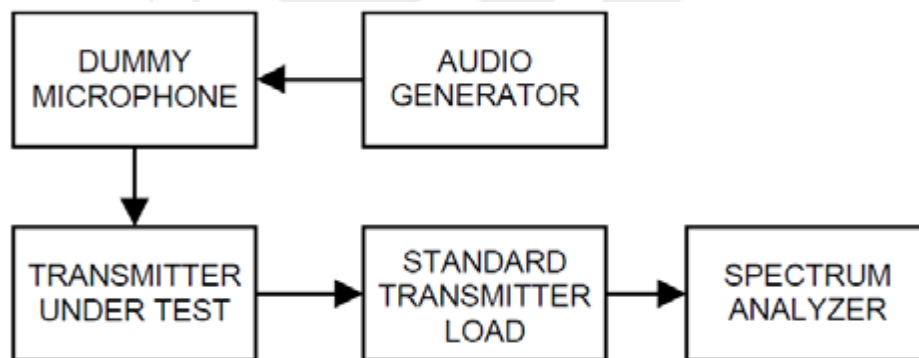 DUMMY
MICROPHONE
AUDIO
GENERATOR
TRANSMITTER
UNDER TEST
STANDARD
TRANSMITTER
LOAD
SPECTRUM
ANALYZER